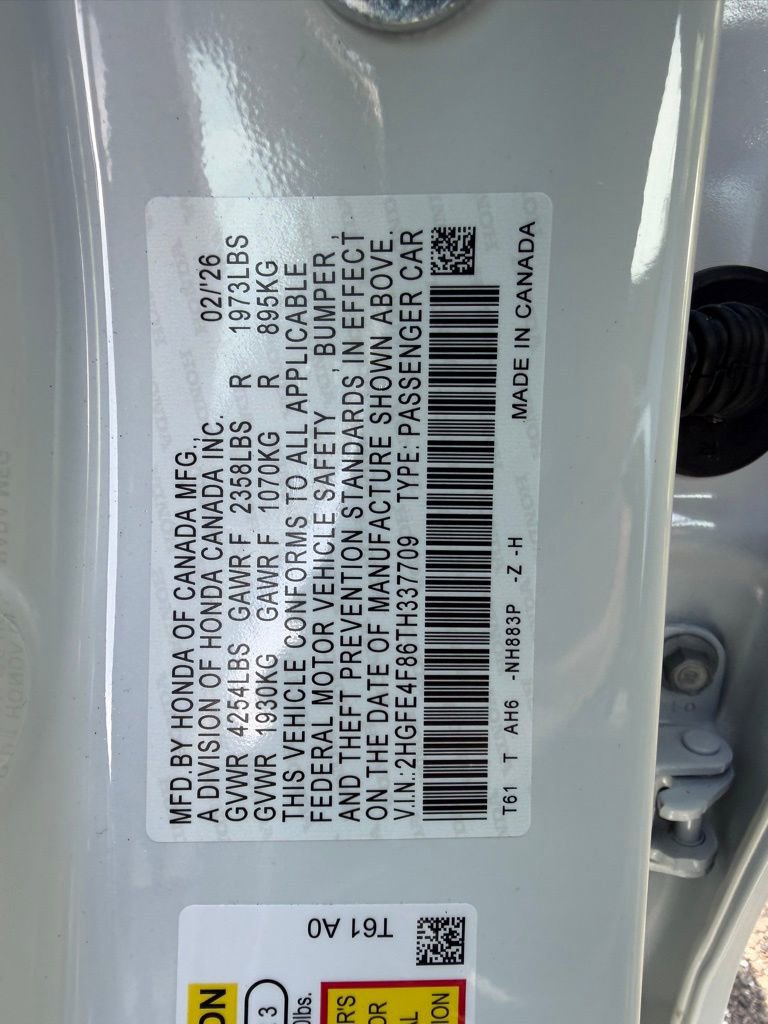 MFD.BY HONDA OF CANADA MFG.,
A DIVISION OF HONDA CANADA INC. 02/'26
GVWR 4254LBS GAWR F 2358LBS R 1973LBS
GVWR 1930KG GAWR F 1070KG R 895KG
THIS VEHICLE CONFORMS TO ALL APPLICABLE
FEDERAL MOTOR VEHICLE SAFETY , BUMPER ,
AND THEFT PREVENTION STANDARDS IN EFFECT
ON THE DATE OF MANUFACTURE SHOWN ABOVE.
V.I.N.:2HGFE4F86TH337709 TYPE: PASSENGER CAR
T61 T AH6 -NH883P -Z -H MADE IN CANADA
T61 A0
3
lbs.